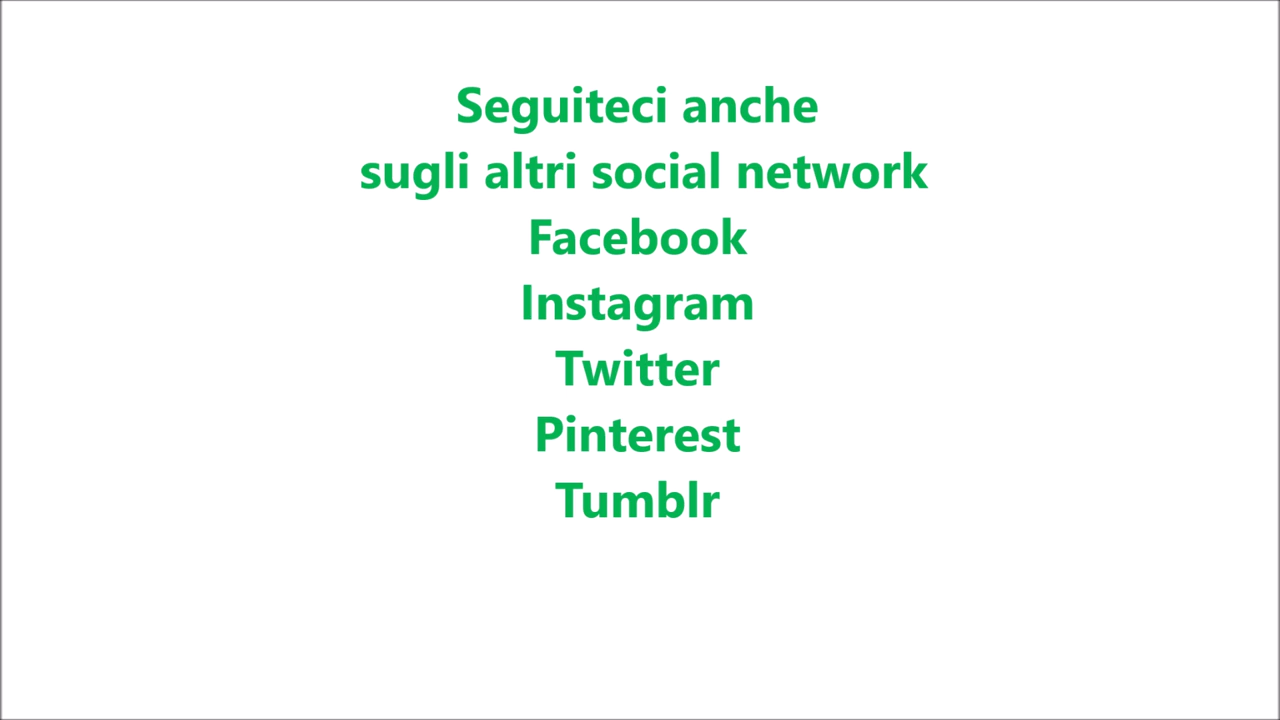 Seguiteci anche
sugli altri social network
Facebook
Instagram
Twitter
Pinterest
Tumblr